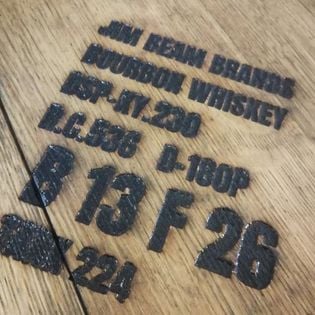 JIM BEAM BRANDS
BOURBON WHISKEY
DSP-KY.230
R.C.536 D-180P
B 13 F 26
224